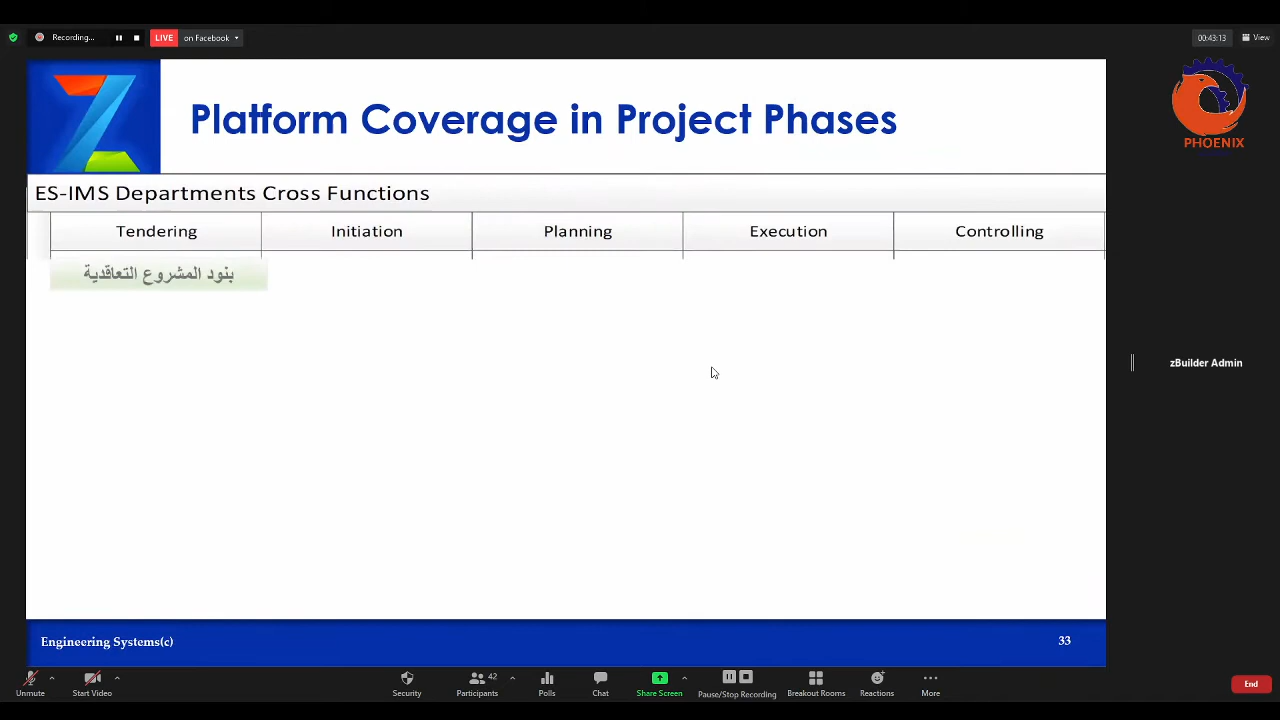 Recording...
LIVE on Facebook
00:43:13
View
PHOENIX
Platform Coverage in Project Phases
ES-IMS Departments Cross Functions
Tendering Initiation Planning Execution Controlling
بنود المشروع التعاقدية
zBuilder Admin
Engineering Systems(c)
33
Unmute
Start Video
Security
42
Participants
Polls
Chat
Share Screen
Pause/Stop Recording
Breakout Rooms
Reactions
More
End